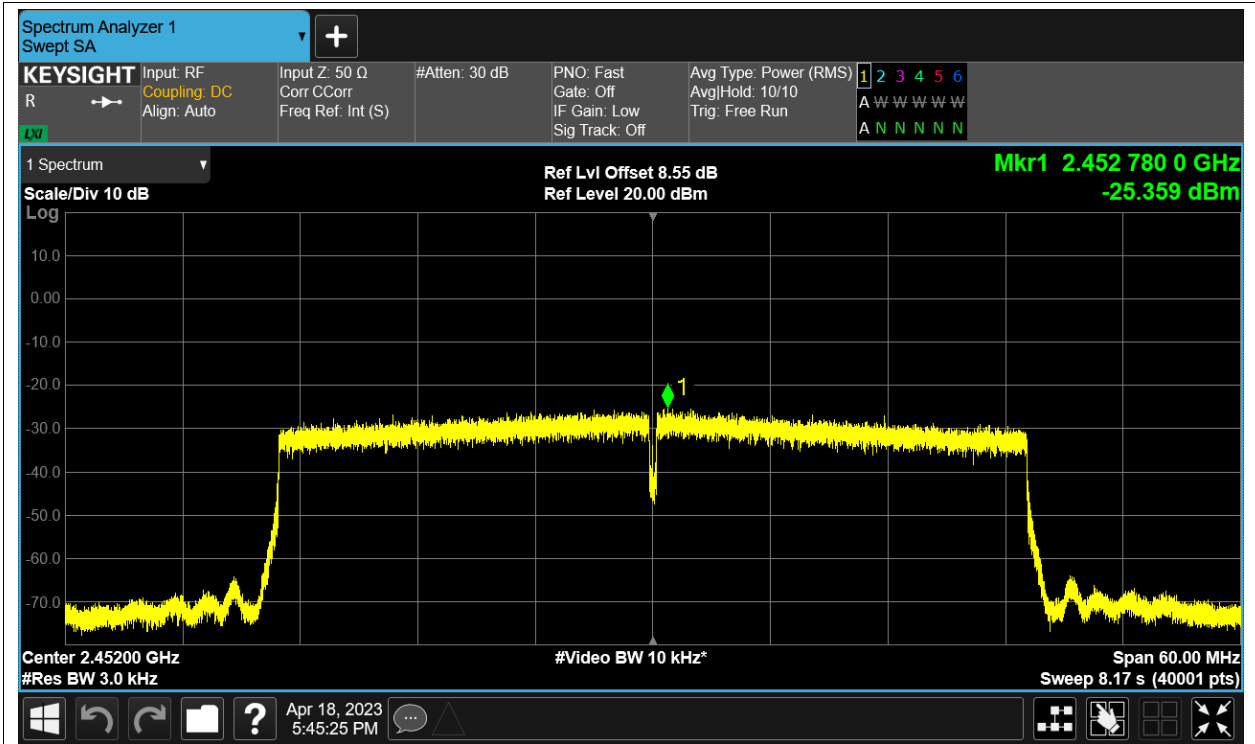 Spectrum Analyzer 1
Swept SA
KEYSIGHT
R
LXI
Input: RF
Coupling: DC
Align: Auto
Input Z: 50 Ω
Corr CCorr
Freq Ref: Int (S)
#Atten: 30 dB
PNO: Fast
Gate: Off
IF Gain: Low
Sig Track: Off
Avg Type: Power (RMS)
Avg|Hold: 10/10
Trig: Free Run
1 2 3 4 5 6
A W W W W W
A N N N N N
1 Spectrum
Scale/Div 10 dB
Ref Lvl Offset 8.55 dB
Ref Level 20.00 dBm
Mkr1 2.452 780 0 GHz
-25.359 dBm
Log
10.0
0.00
-10.0
-20.0
1
-30.0
-40.0
-50.0
-60.0
-70.0
Center 2.45200 GHz
#Video BW 10 kHz*
Span 60.00 MHz
#Res BW 3.0 kHz
Sweep 8.17 s (40001 pts)
?
Apr 18, 2023
5:45:25 PM